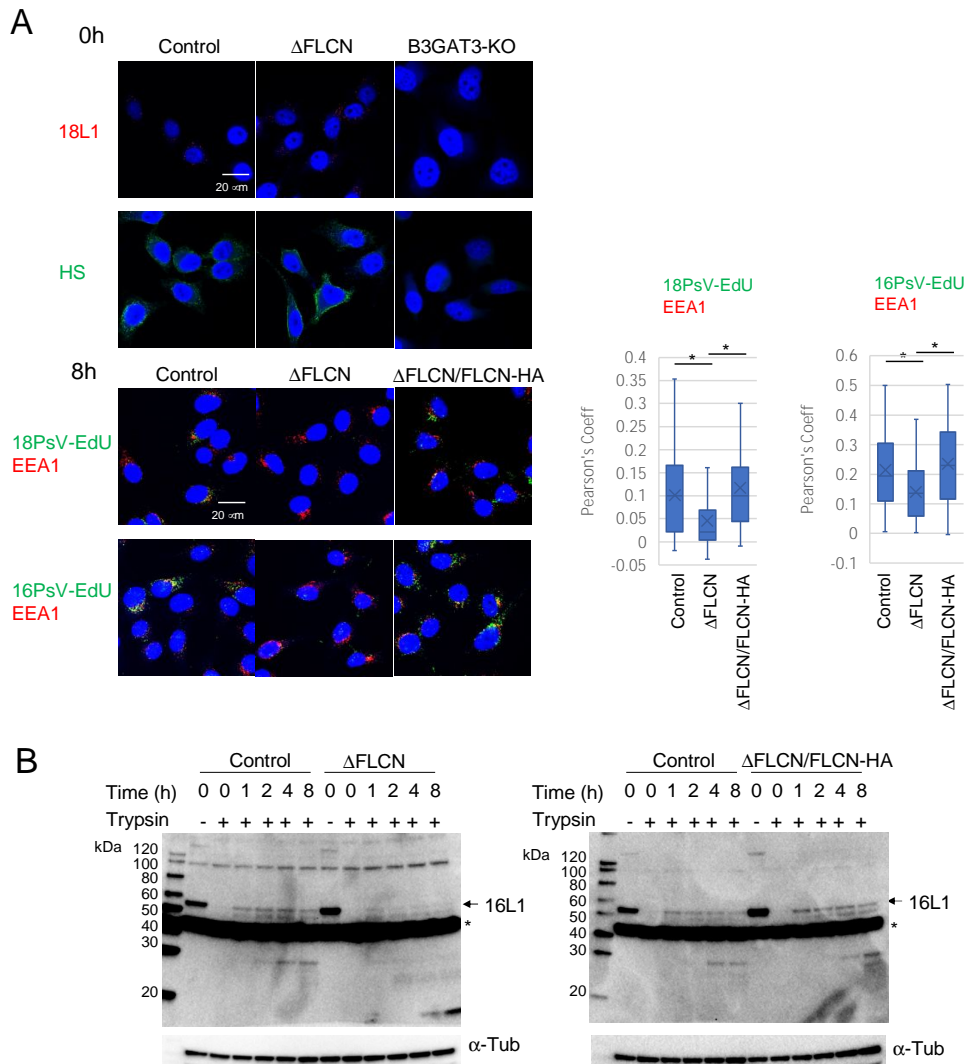 A
0h
Control ΔFLCN B3GAT3-KO
18L1
20 ∝m
HS
8h
Control ΔFLCN ΔFLCN/FLCN-HA
18PsV-EdU
EEA1
20 ∝m
16PsV-EdU
EEA1
18PsV-EdU
EEA1
* *
0.4
0.35
0.3
0.25
0.2
0.15
0.1
0.05
0
-0.05
Pearson's Coeff
Control
ΔFLCN
ΔFLCN/FLCN-HA
16PsV-EdU
EEA1
* *
0.6
0.5
0.4
0.3
0.2
0.1
0
-0.1
Pearson's Coeff
Control
ΔFLCN
ΔFLCN/FLCN-HA
B
Control ΔFLCN
Time (h) 0 0 1 2 4 8 0 0 1 2 4 8
Trypsin - + + + + + - + + + + +
kDa
120
100
80
60
50
40
30
20
16L1
*
α-Tub
Control ΔFLCN/FLCN-HA
Time (h) 0 0 1 2 4 8 0 0 1 2 4 8
Trypsin - + + + + + - + + + + +
kDa
120
100
80
60
50
40
30
20
16L1
*
α-Tub